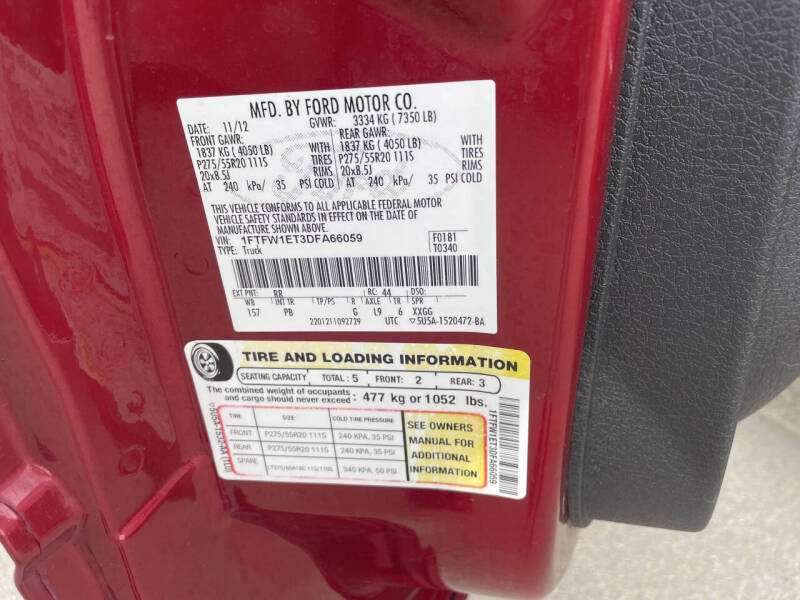 MFD. BY FORD MOTOR CO.
DATE: 11/12 GVWR: 3334 KG ( 7350 LB)
FRONT GAWR: REAR GAWR:
1837 KG ( 4050 LB) WITH 1837 KG ( 4050 LB) WITH
P275/55R20 111S TIRES P275/55R20 111S TIRES
20x8.5J RIMS 20x8.5J RIMS
AT 240 kPa/ 35 PSI COLD AT 240 kPa/ 35 PSI COLD
THIS VEHICLE CONFORMS TO ALL APPLICABLE FEDERAL MOTOR
VEHICLE SAFETY STANDARDS IN EFFECT ON THE DATE OF
MANUFACTURE SHOWN ABOVE.
VIN: 1FTFW1ET3DFA66059 F0181
TYPE: Truck T0340
EXT PNT: RR RC: 44 DSO:
WB INT TR TP/PS R AXLE TR SPR
157 PB G L9 6 XXGG
2201211092729 UTC ▽5U5A-1520472-BA
TIRE AND LOADING INFORMATION
SEATING CAPACITY TOTAL : 5 FRONT: 2 REAR: 3
The combined weight of occupants
and cargo should never exceed : 477 kg or 1052 lbs.
TIRE SIZE COLD TIRE PRESSURE
FRONT P275/55R20 111S 240 KPA, 35 PSI
REAR P275/55R20 111S 240 KPA, 35 PSI
SPARE 345 KPA, 50 PSI
SEE OWNERS
MANUAL FOR
ADDITIONAL
INFORMATION
1FTFW1ET3DFA66059